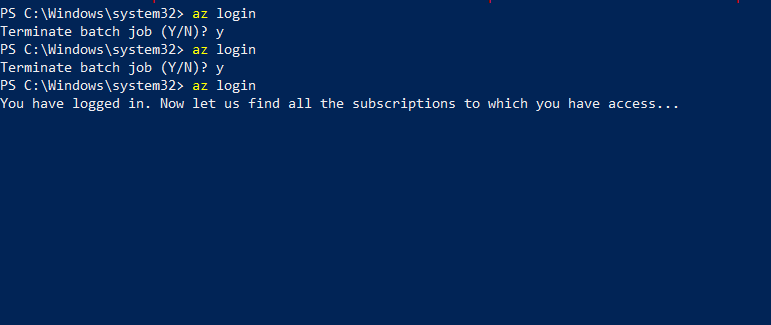 PS C:\Windows\system32> az login
Terminate batch job (Y/N)? y
PS C:\Windows\system32> az login
Terminate batch job (Y/N)? y
PS C:\Windows\system32> az login
You have logged in. Now let us find all the subscriptions to which you have access...